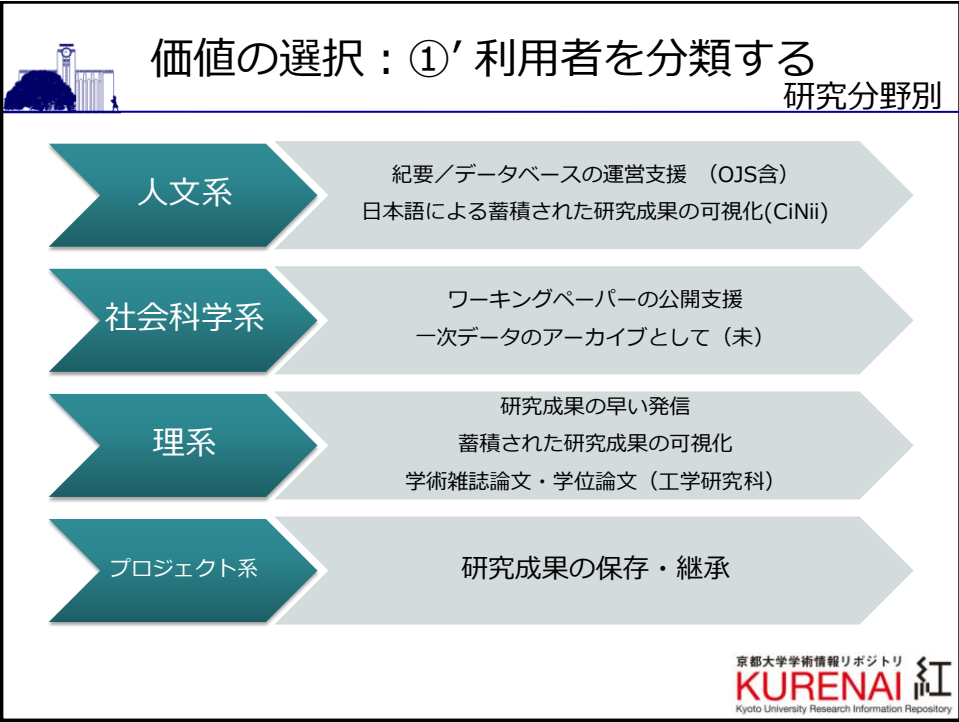 価値の選択：①′ 利用者を分類する
研究分野別
人文系
紀要／データベースの運営支援　（OJS含）
日本語による蓄積された研究成果の可視化(CiNii)
社会科学系
ワーキングペーパーの公開支援
一次データのアーカイブとして（未）
理系
研究成果の早い発信
蓄積された研究成果の可視化
学術雑誌論文・学位論文（工学研究科）
プロジェクト系
研究成果の保存・継承
京都大学学術情報リポジトリ
KURENAI 紅
Kyoto University Research Information Repository